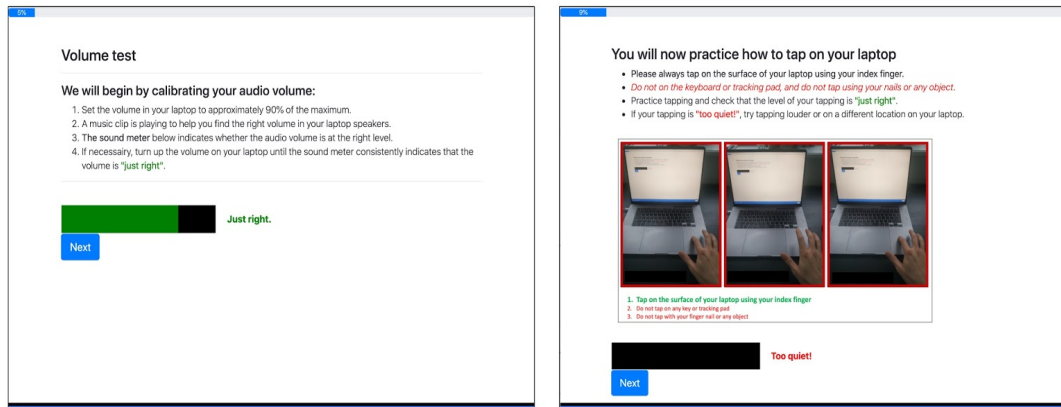 5%
Volume test
We will begin by calibrating your audio volume:
1. Set the volume in your laptop to approximately 90% of the maximum.
2. A music clip is playing to help you find the right volume in your laptop speakers.
3. The sound meter below indicates whether the audio volume is at the right level.
4. If necessairy, turn up the volume on your laptop until the sound meter consistently indicates that the
volume is "just right".
Just right.
Next
9%
You will now practice how to tap on your laptop
• Please always tap on the surface of your laptop using your index finger.
• Do not on the keyboard or tracking pad, and do not tap using your nails or any object.
• Practice tapping and check that the level of your tapping is "just right".
• If your tapping is "too quiet!", try tapping louder or on a different location on your laptop.
1. Tap on the surface of your laptop using your index finger
2. Do not tap on any key or tracking pad
3. Do not tap with your finger nail or any object
Too quiet!
Next